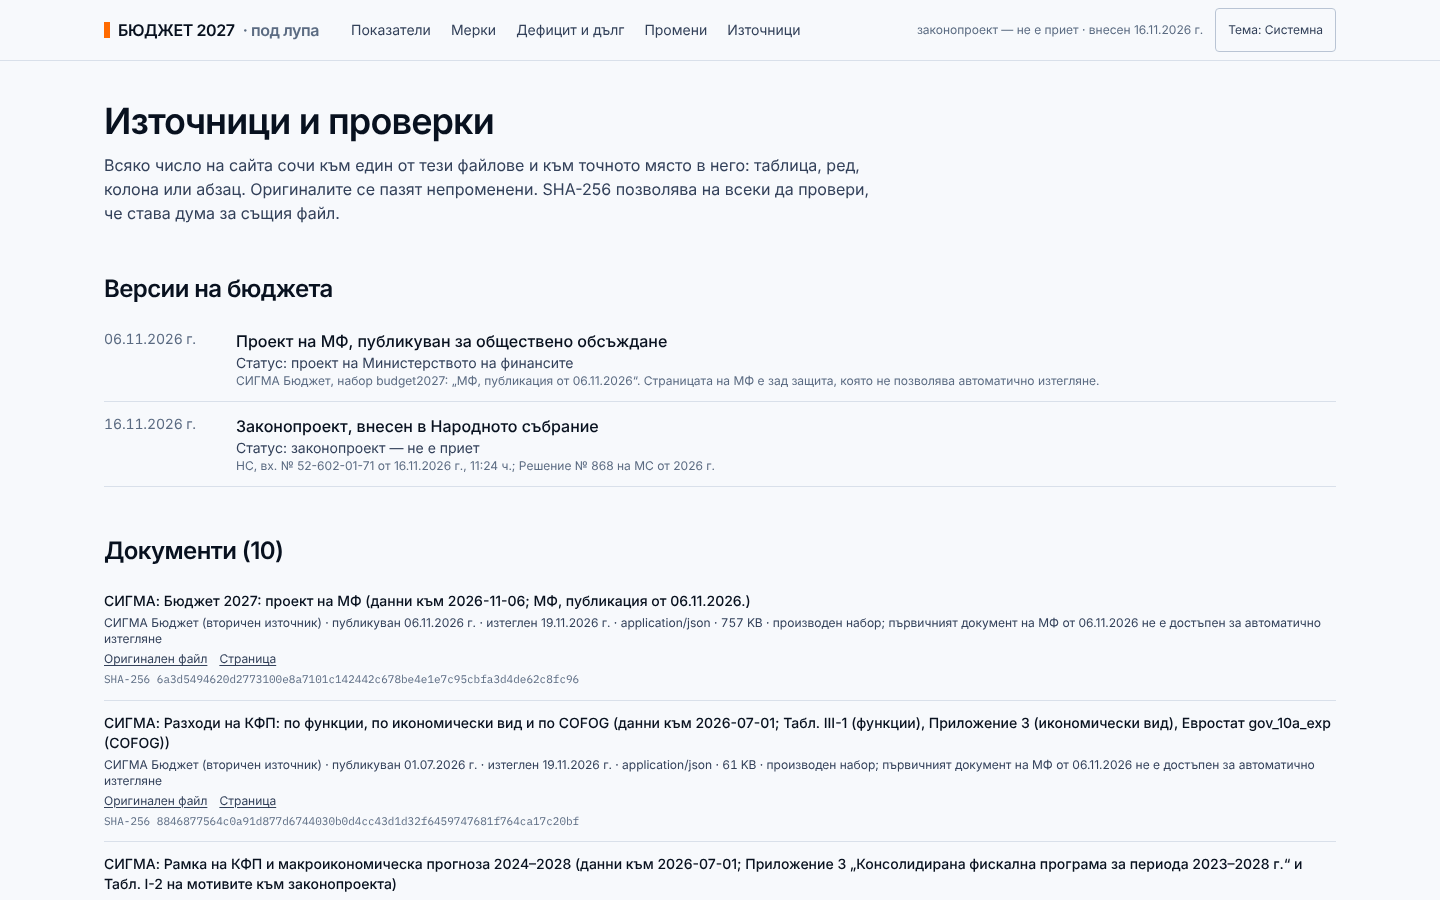 БЮДЖЕТ 2027 · под лупа
Показатели
Мерки
Дефицит и дълг
Промени
Източници
законопроект — не е приет · внесен 16.11.2026 г.
Тема: Системна
Източници и проверки
Всяко число на сайта сочи към един от тези файлове и към точното място в него: таблица, ред,
колона или абзац. Оригиналите се пазят непроменени. SHA-256 позволява на всеки да провери,
че става дума за същия файл.
Версии на бюджета
06.11.2026 г.
Проект на МФ, публикуван за обществено обсъждане
Статус: проект на Министерството на финансите
СИГМА Бюджет, набор budget2027: „МФ, публикация от 06.11.2026“. Страницата на МФ е зад защита, която не позволява автоматично изтегляне.
16.11.2026 г.
Законопроект, внесен в Народното събрание
Статус: законопроект — не е приет
НС, вх. № 52-602-01-71 от 16.11.2026 г., 11:24 ч.; Решение № 868 на МС от 2026 г.
Документи (10)
СИГМА: Бюджет 2027: проект на МФ (данни към 2026-11-06; МФ, публикация от 06.11.2026.)
СИГМА Бюджет (вторичен източник) · публикуван 06.11.2026 г. · изтеглен 19.11.2026 г. · application/json · 757 KB · производен набор; първичният документ на МФ от 06.11.2026 не е достъпен за автоматично
изтегляне
Оригинален файл Страница
SHA-256 6a3d5494620d2773100e8a7101c142442c678be4e1e7c95cbfa3d4de62c8fc96
СИГМА: Разходи на КФП: по функции, по икономически вид и по COFOG (данни към 2026-07-01; Табл. III-1 (функции), Приложение 3 (икономически вид), Евростат gov_10a_exp
(COFOG))
СИГМА Бюджет (вторичен източник) · публикуван 01.07.2026 г. · изтеглен 19.11.2026 г. · application/json · 61 KB · производен набор; първичният документ на МФ от 06.11.2026 не е достъпен за автоматично
изтегляне
Оригинален файл Страница
SHA-256 8846877564c0a91d877d6744030b0d4cc43d1d32f6459747681f764ca17c20bf
СИГМА: Рамка на КФП и макроикономическа прогноза 2024–2028 (данни към 2026-07-01; Приложение 3 „Консолидирана фискална програма за периода 2023–2028 г.“ и
Табл. I-2 на мотивите към законопроекта)